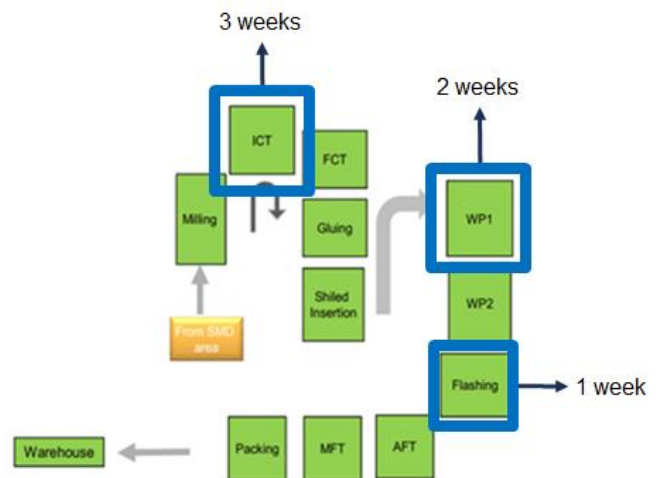 3 weeks
2 weeks
ICT
FCT
Milling
WP1
Gluing
Shiled
Insertion
WP2
From SMD
area
Flashing
1 week
Warehouse
Packing
MFT
AFT